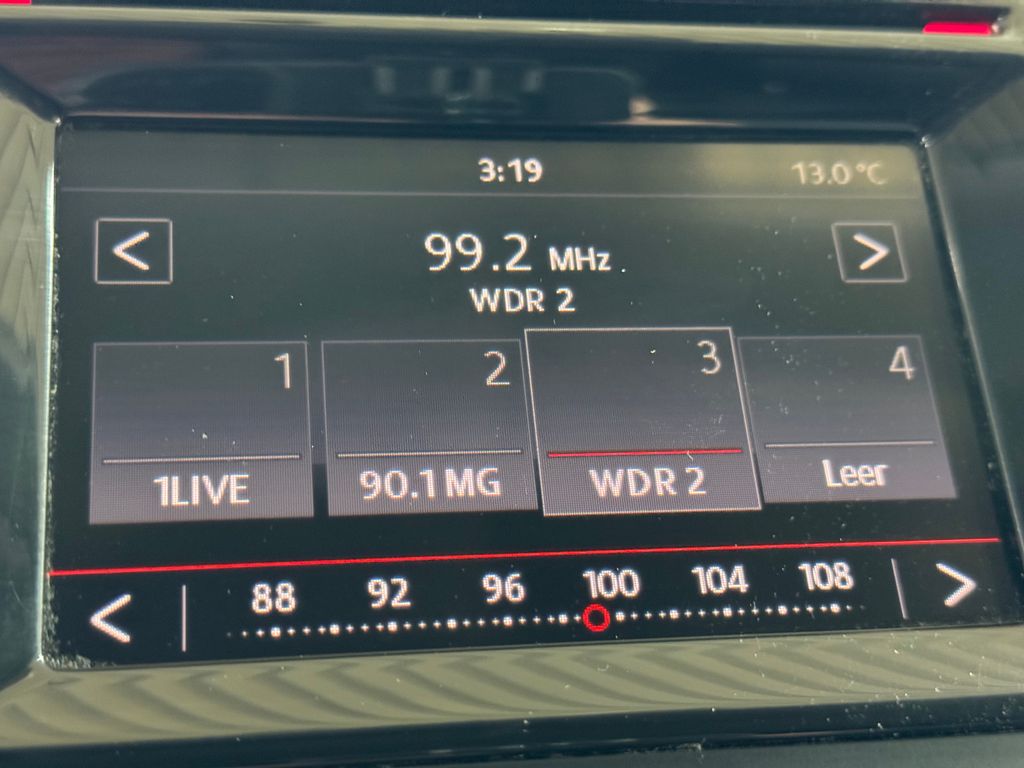 3:19 13.0 °C
< 99.2 MHz >
WDR 2
1 2 3 4
1LIVE 90.1 MG WDR 2 Leer
< 88 92 96 100 104 108 >